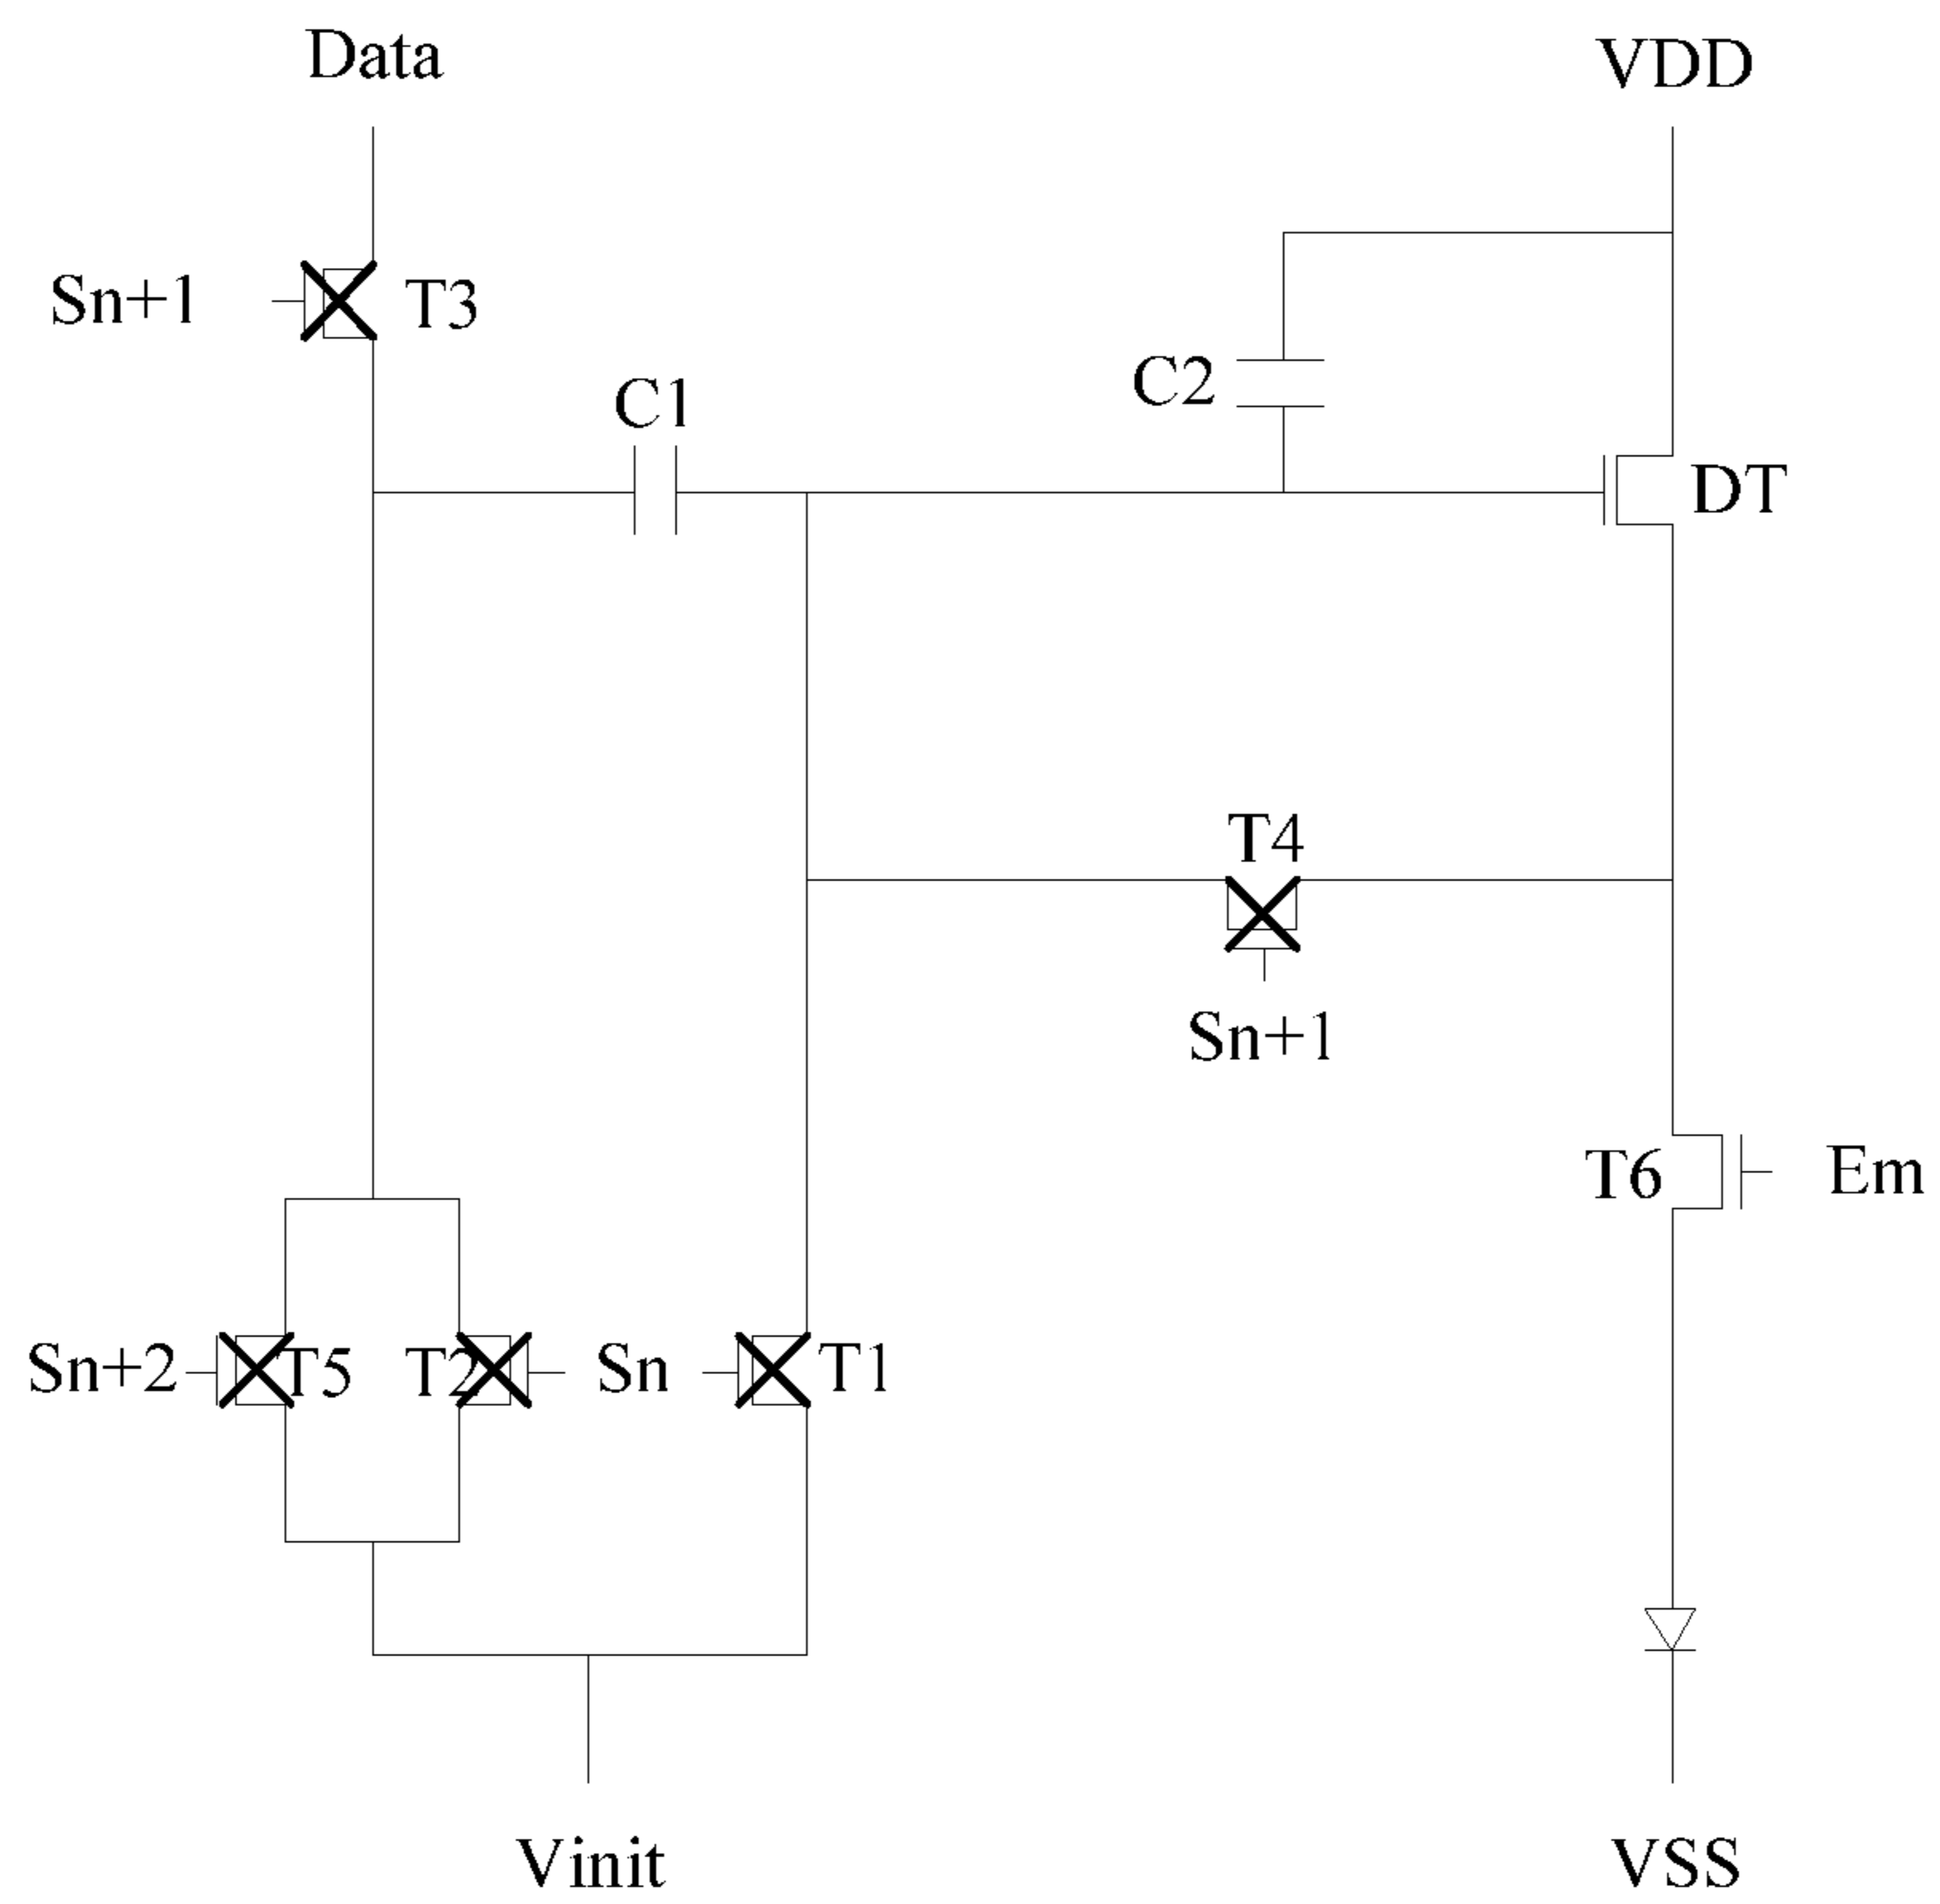 Data
VDD
Sn+1
T3
C1
C2
DT
T4
Sn+1
T6
Em
Sn+2
T5
T2
Sn
T1
Vinit
VSS